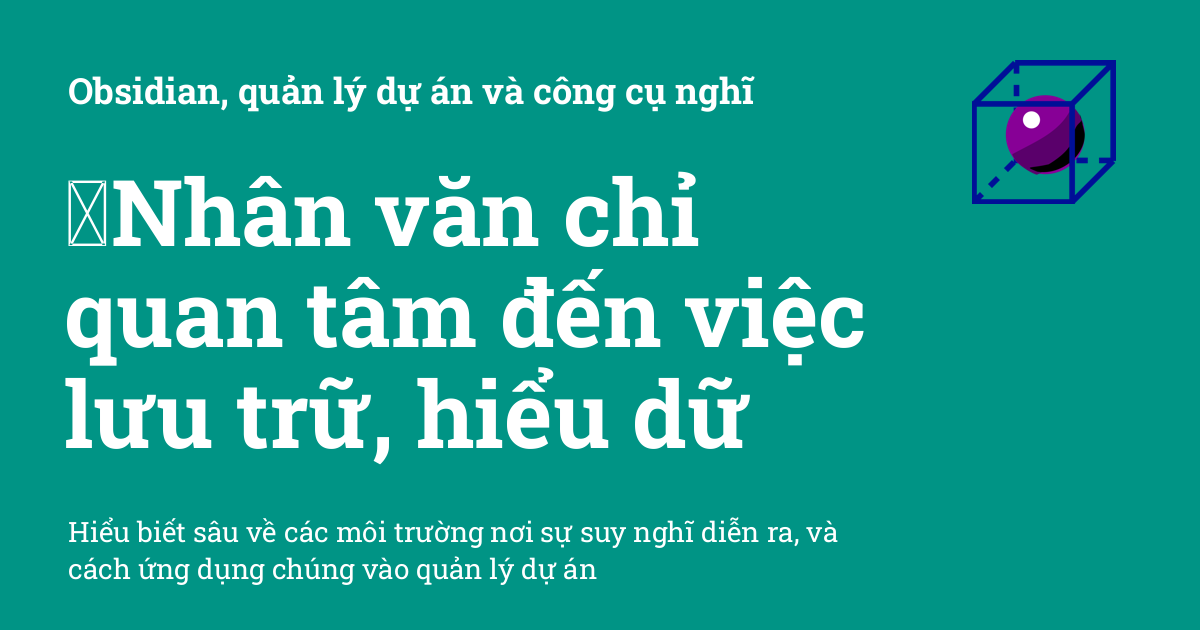 Obsidian, quản lý dự án và công cụ nghĩ
Nhân văn chỉ
quan tâm đến việc
lưu trữ, hiểu dữ
Hiểu biết sâu về các môi trường nơi sự suy nghĩ diễn ra, và
cách ứng dụng chúng vào quản lý dự án